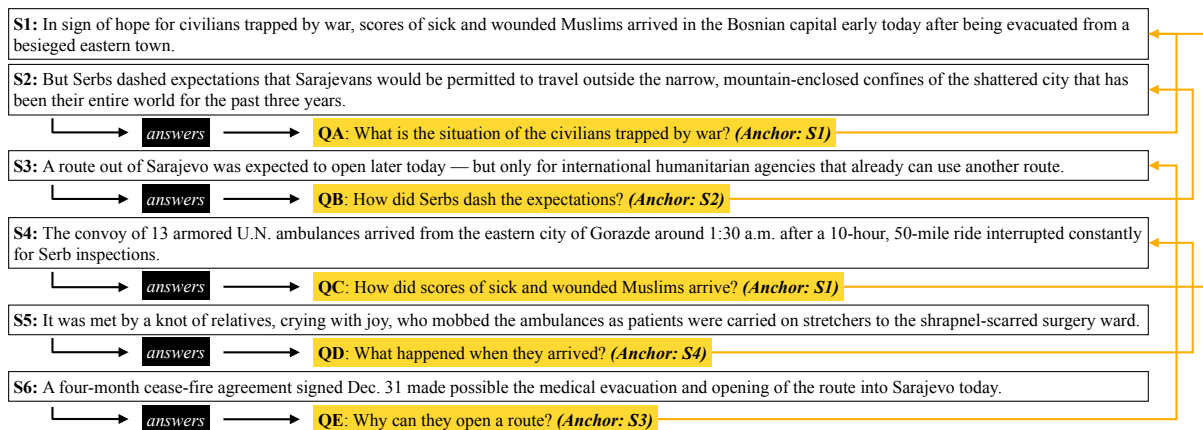 S1: In sign of hope for civilians trapped by war, scores of sick and wounded Muslims arrived in the Bosnian capital early today after being evacuated from a
besieged eastern town.
S2: But Serbs dashed expectations that Sarajevans would be permitted to travel outside the narrow, mountain-enclosed confines of the shattered city that has
been their entire world for the past three years.
answers QA: What is the situation of the civilians trapped by war? (Anchor: S1)
S3: A route out of Sarajevo was expected to open later today — but only for international humanitarian agencies that already can use another route.
answers QB: How did Serbs dash the expectations? (Anchor: S2)
S4: The convoy of 13 armored U.N. ambulances arrived from the eastern city of Gorazde around 1:30 a.m. after a 10-hour, 50-mile ride interrupted constantly
for Serb inspections.
answers QC: How did scores of sick and wounded Muslims arrive? (Anchor: S1)
S5: It was met by a knot of relatives, crying with joy, who mobbed the ambulances as patients were carried on stretchers to the shrapnel-scarred surgery ward.
answers QD: What happened when they arrived? (Anchor: S4)
S6: A four-month cease-fire agreement signed Dec. 31 made possible the medical evacuation and opening of the route into Sarajevo today.
answers QE: Why can they open a route? (Anchor: S3)